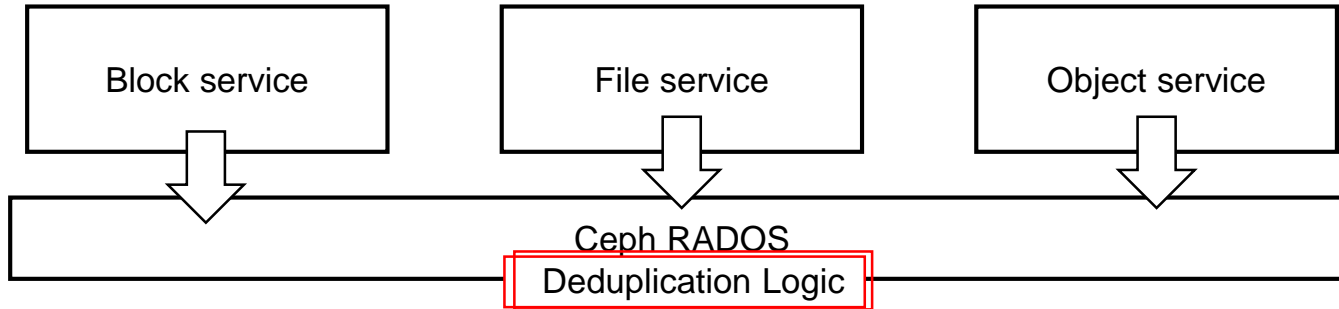 Block service
File service
Object service
Ceph RADOS
Deduplication Logic